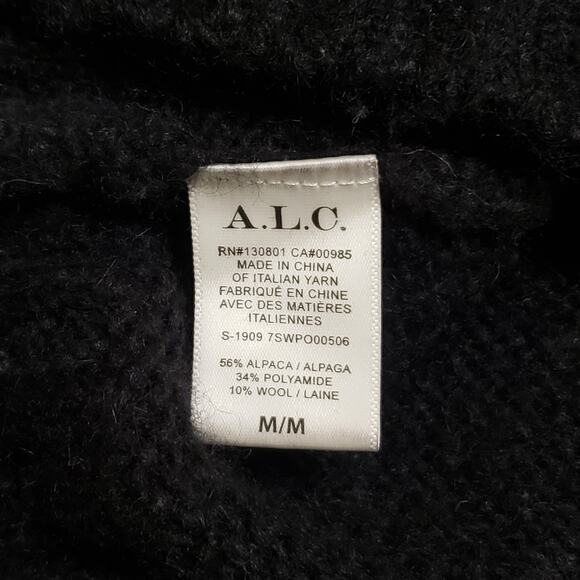 A.L.C.
RN#130801 CA#00985
MADE IN CHINA
OF ITALIAN YARN
FABRIQUÉ EN CHINE
AVEC DES MATIÈRES
ITALIENNES
S-1909 7SWPO00506
56% ALPACA / ALPAGA
34% POLYAMIDE
10% WOOL / LAINE
M/M